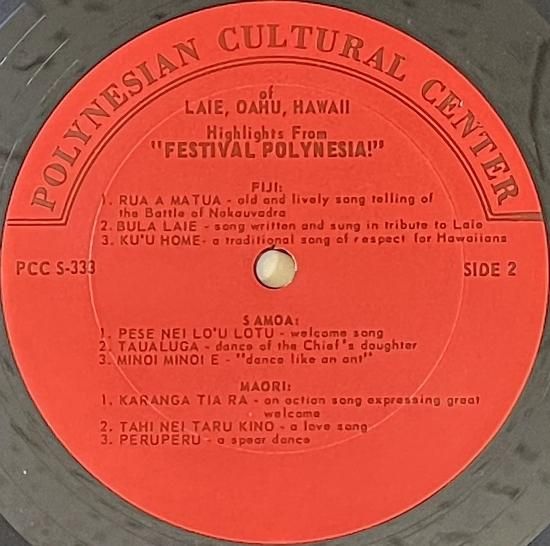 POLYNESIAN CULTURAL CENTER
of
LAIE, OAHU, HAWAII
Highlights From
"FESTIVAL POLYNESIA!"
FIJI:
1. RUA A MATUA - old and lively song telling of
the Battle of Nakauvadra
2. BULA LAIE - song written and sung in tribute to Laie
3. KU'U HOME - a traditional song of respect for Hawaiians
PCC S-333
SIDE 2
SAMOA:
1. PESE NEI LO'U LOTU - welcome song
2. TAUALUGA - dance of the Chief's daughter
3. MINOI MINOI E - "dance like an ant"
MAORI:
1. KARANGA TIA RA - an action song expressing great
welcome
2. TAHI NEI TARU KINO - a love song
3. PERUPERU - a spear dance